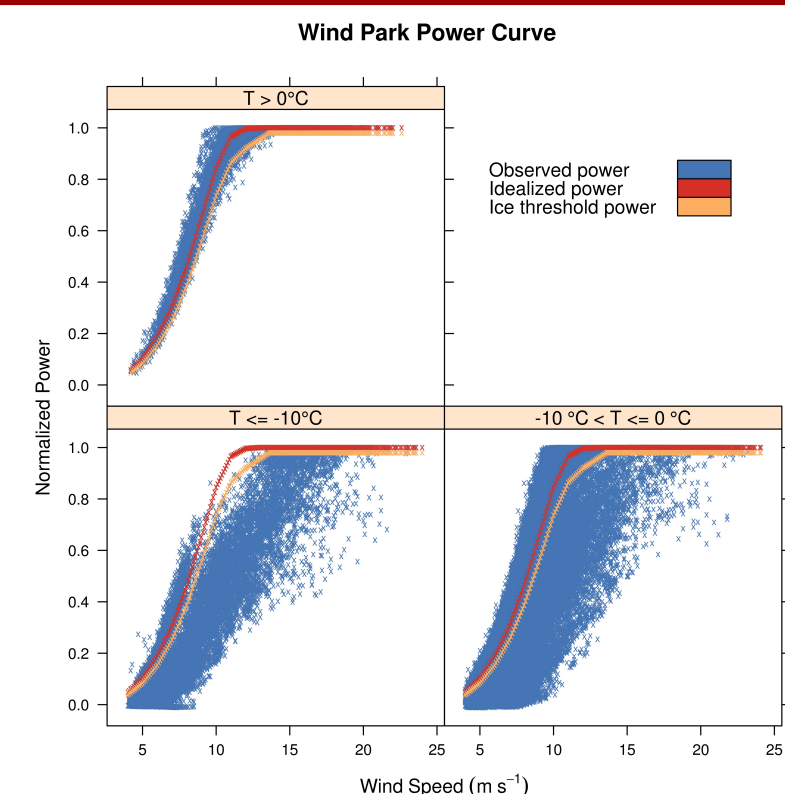 Wind Park Power Curve
T > 0°C
1.0
0.8
0.6
0.4
0.2
0.0
Observed power
Idealized power
Ice threshold power
Normalized Power
T <= -10°C
-10 °C < T <= 0 °C
1.0
0.8
0.6
0.4
0.2
0.0
5 10 15 20 25
5 10 15 20 25
Wind Speed (m s⁻¹)